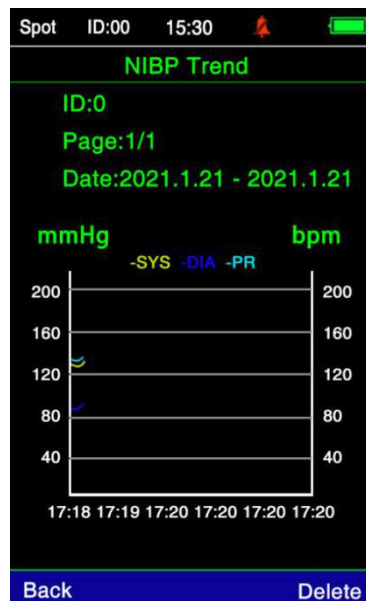 Spot ID:00 15:30
NIBP Trend
ID:0
Page:1/1
Date:2021.1.21 - 2021.1.21
mmHg bpm
-SYS -DIA -PR
200 200
160 160
120 120
80 80
40 40
17:18 17:19 17:20 17:20 17:20 17:20
Back Delete